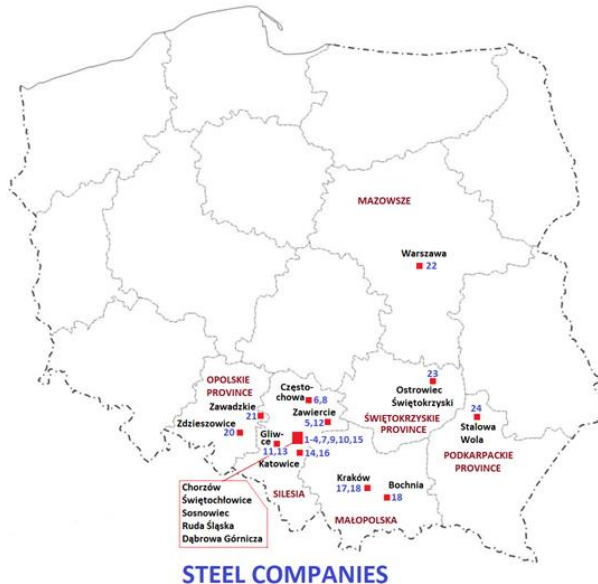 MAZOWSZE
Warszawa
22
23
OPOLSKIE
PROVINCE
Często-
chowa
6,8
Ostrowiec
Świętokrzyski
24
Zawadzkie
21
Zawiercie
5,12
ŚWIĘTOKRZYSKIE
PROVINCE
Stalowa
Wola
Zdzieszowice
20
Gliw-
ce
11,13
1-4,7,9,10,15
14,16
Katowice
PODKARPACKIE
PROVINCE
Kraków
17,18
Bochnia
18
SILESIA
MAŁOPOLSKA
Chorzów
Świętochłowice
Sosnowiec
Ruda Śląska
Dąbrowa Górnicza
STEEL COMPANIES